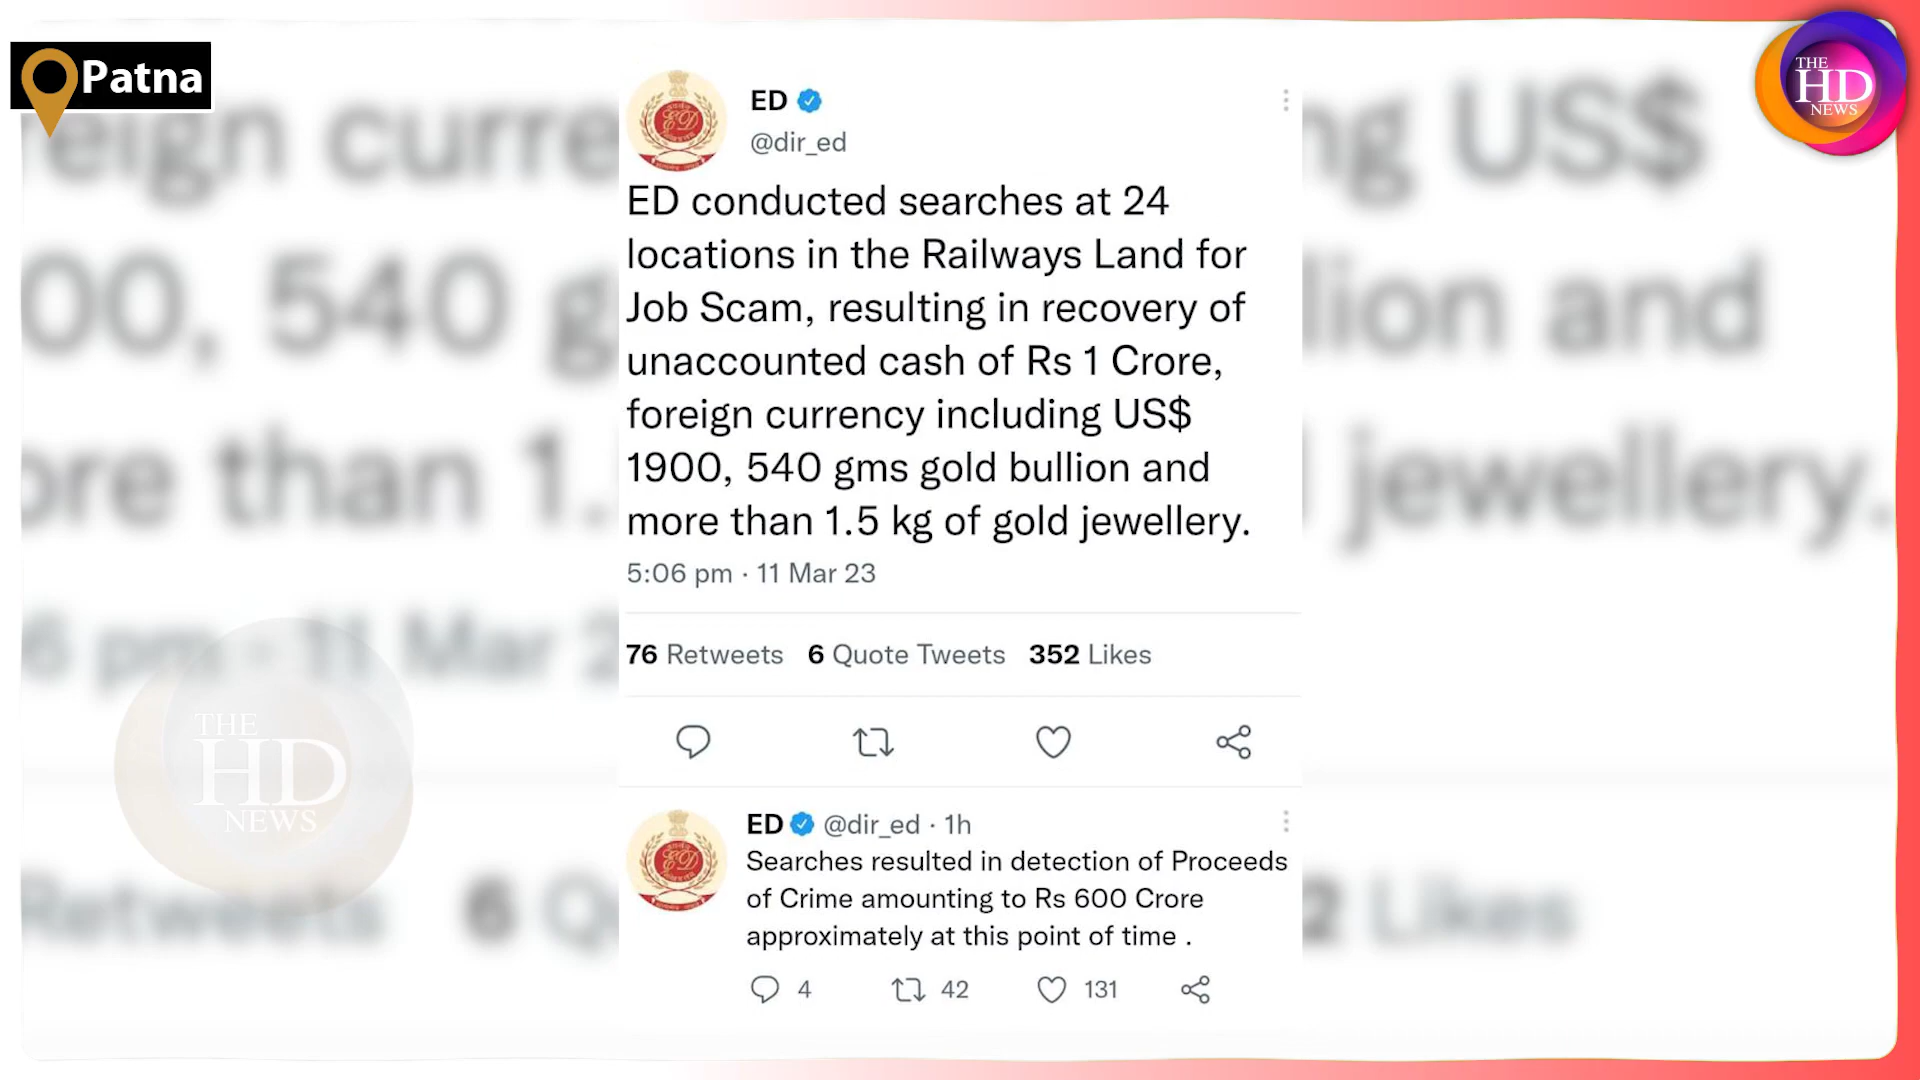 Patna
THE
HD
NEWS
ED
@dir_ed
ED conducted searches at 24
locations in the Railways Land for
Job Scam, resulting in recovery of
unaccounted cash of Rs 1 Crore,
foreign currency including US$
1900, 540 gms gold bullion and
more than 1.5 kg of gold jewellery.
5:06 pm · 11 Mar 23
76 Retweets 6 Quote Tweets 352 Likes
ED @dir_ed · 1h
Searches resulted in detection of Proceeds
of Crime amounting to Rs 600 Crore
approximately at this point of time .
4 42 131
THE
HD
NEWS